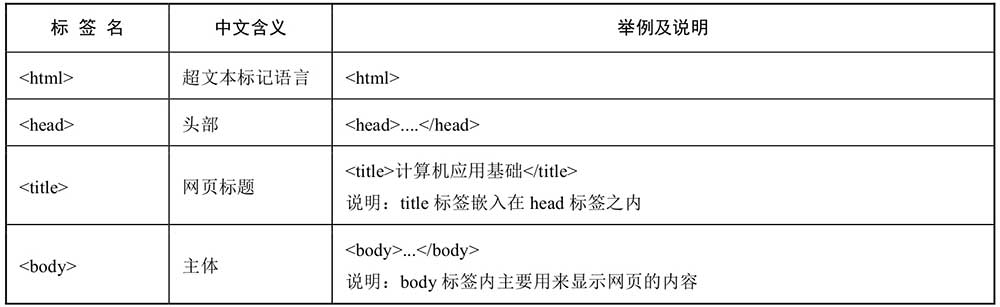 标 签 名 中文含义 举例及说明
<html> 超文本标记语言 <html>
<head> 头部 <head>....</head>
<title> 网页标题 <title>计算机应用基础</title>
说明：title 标签嵌入在 head 标签之内
<body> 主体 <body>...</body>
说明：body 标签内主要用来显示网页的内容